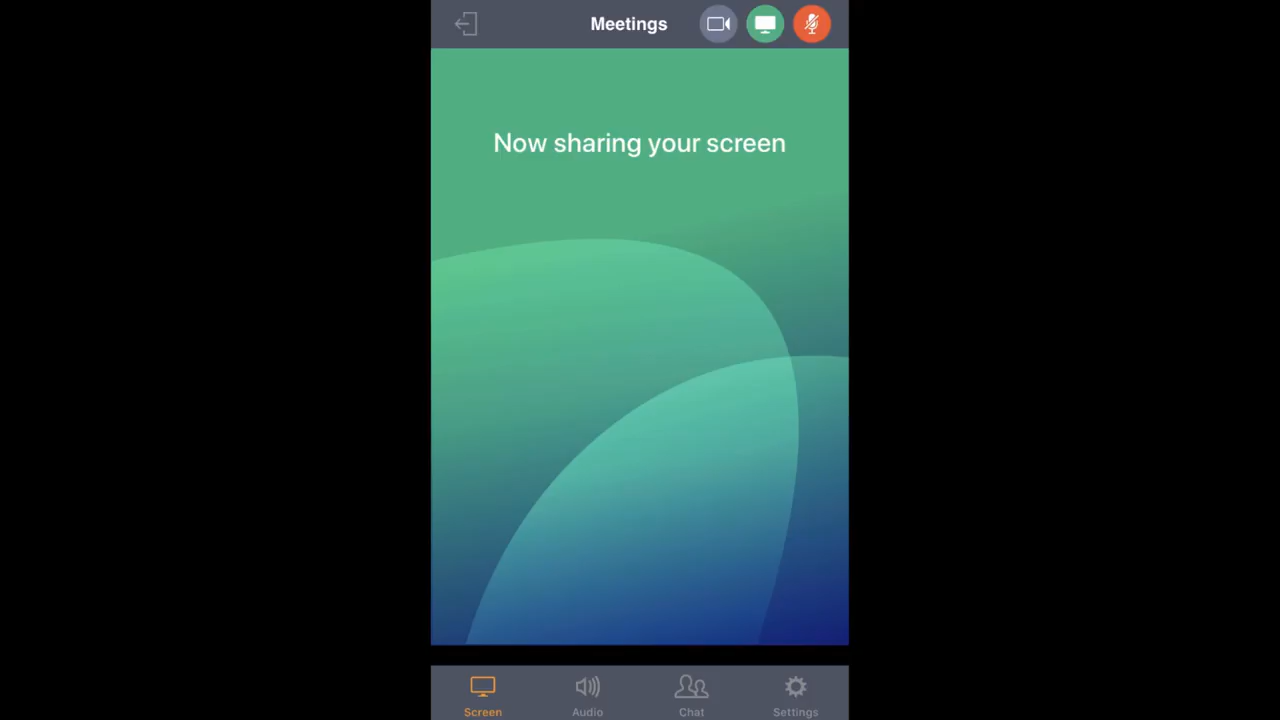 Meetings
Now sharing your screen
Screen
Audio
Chat
Settings